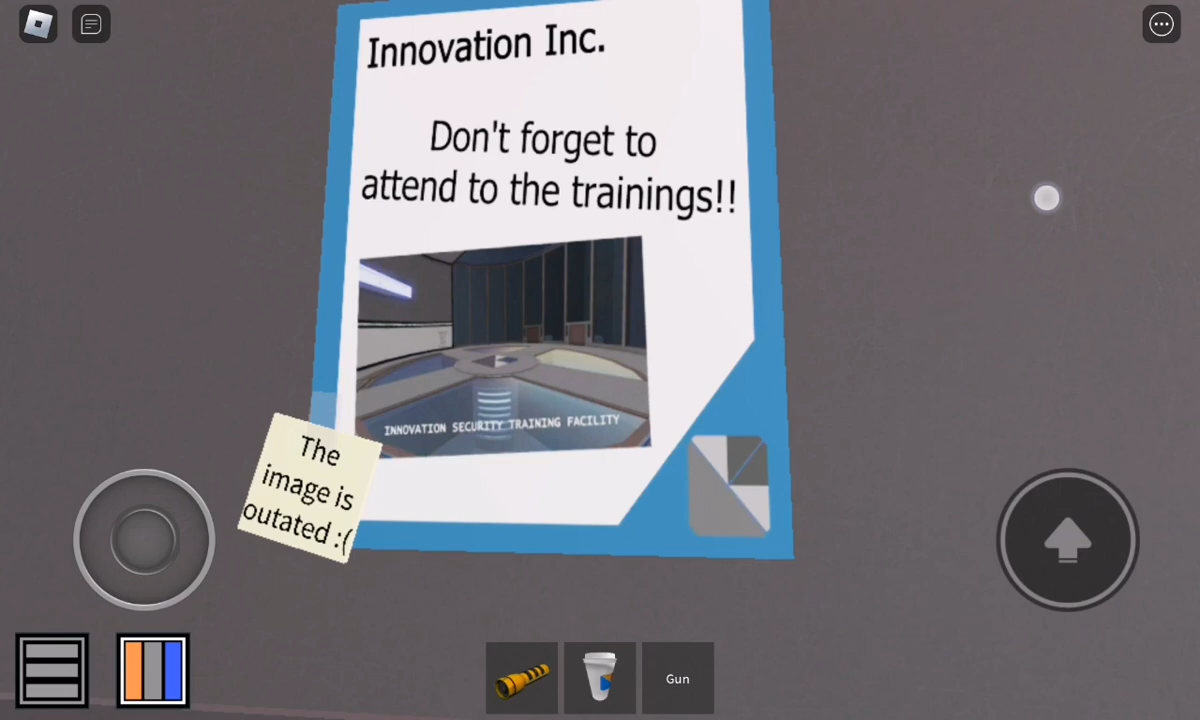 Innovation Inc.
Don't forget to
attend to the trainings!!
INNOVATION SECURITY TRAINING FACILITY
The
image is
outated :(
Gun